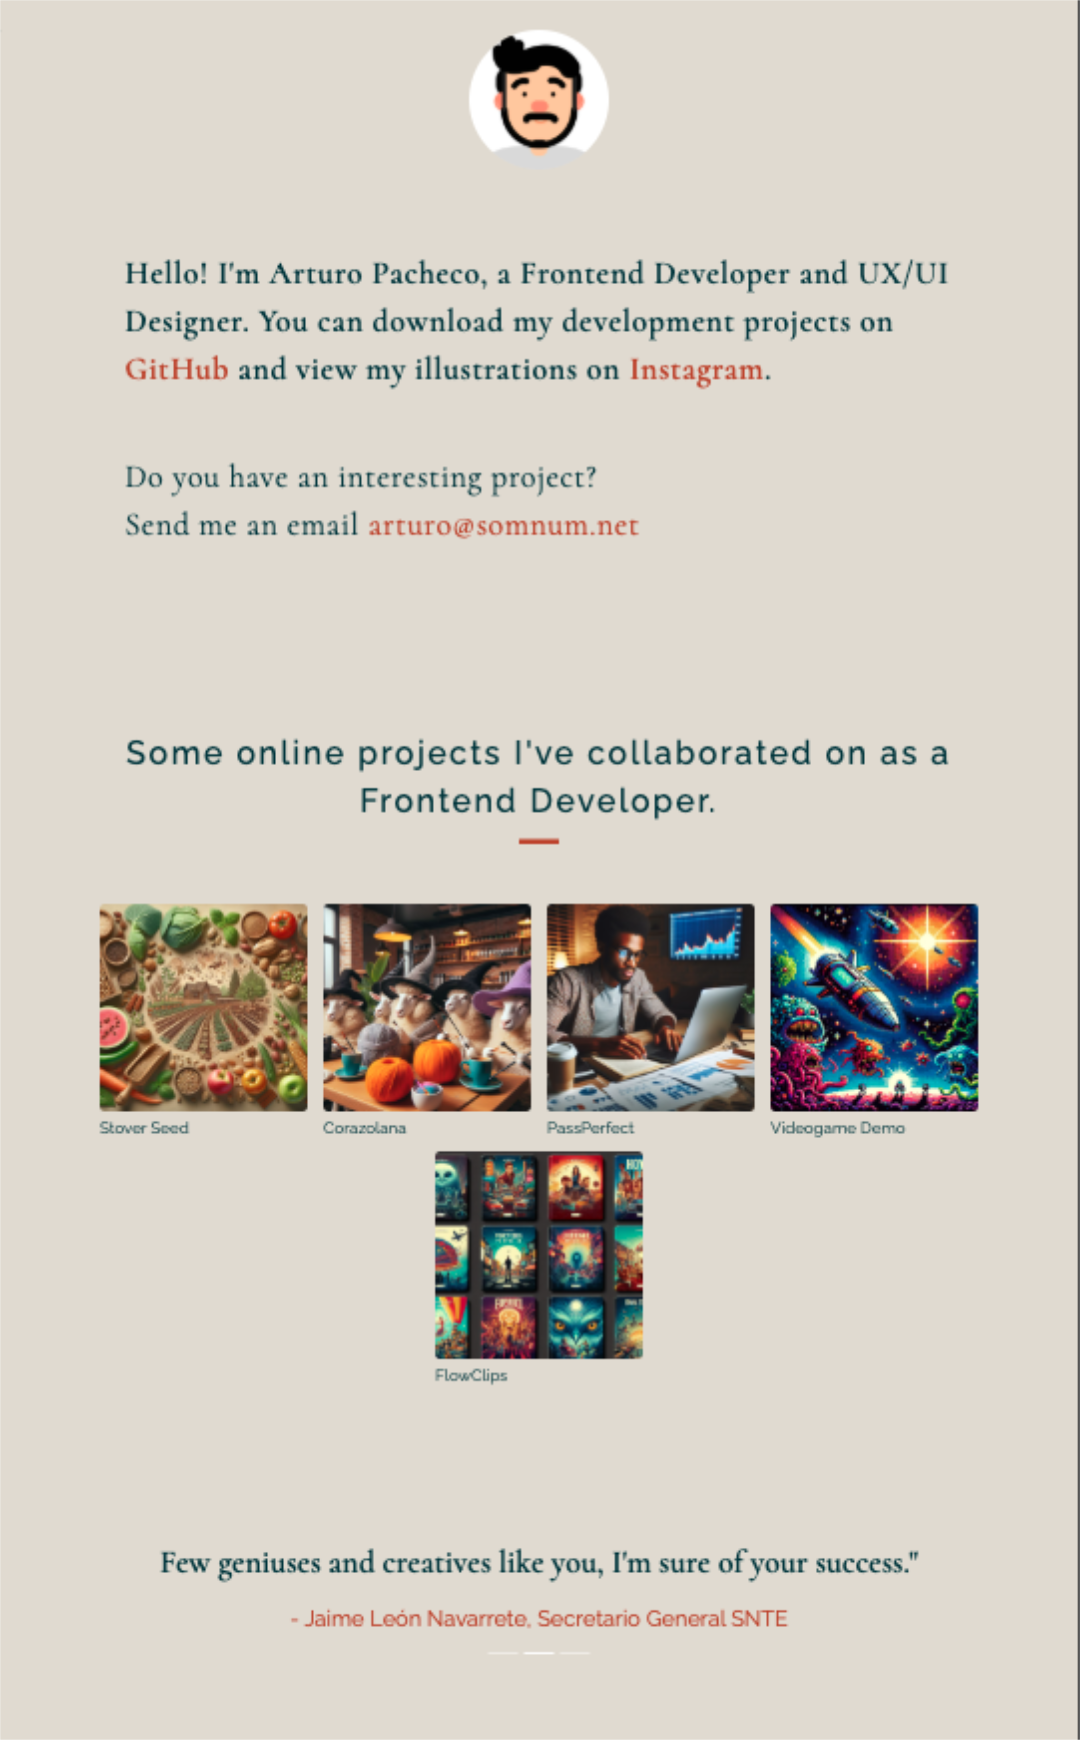 Hello! I'm Arturo Pacheco, a Frontend Developer and UX/UI
Designer. You can download my development projects on
GitHub and view my illustrations on Instagram.
Do you have an interesting project?
Send me an email arturo@somnum.net
Some online projects I've collaborated on as a
Frontend Developer.
Stover Seed
Corazolana
PassPerfect
Videogame Demo
FlowClips
Few geniuses and creatives like you, I'm sure of your success."
- Jaime León Navarrete, Secretario General SNTE